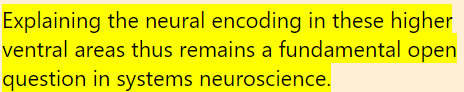 Explaining the neural encoding in these higher
ventral areas thus remains a fundamental open
question in systems neuroscience.